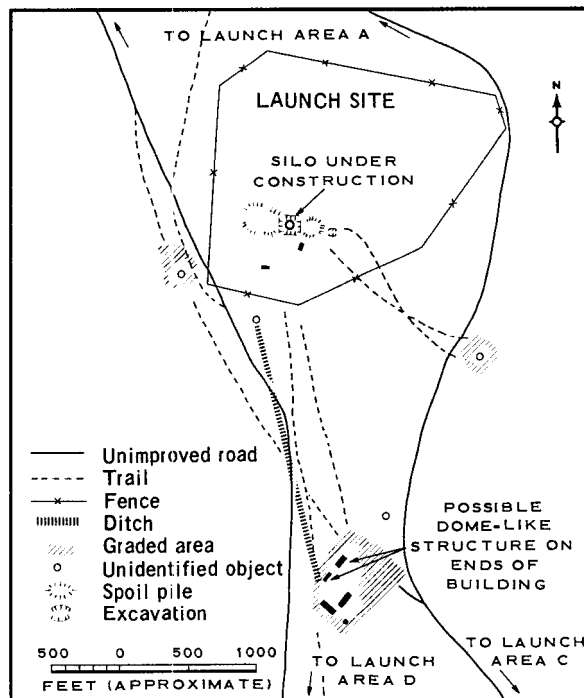 TO LAUNCH AREA A
N
LAUNCH SITE
SILO UNDER
CONSTRUCTION
Unimproved road
Trail
Fence
Ditch
Graded area
Unidentified object
Spoil pile
Excavation
POSSIBLE
DOME-LIKE
STRUCTURE ON
ENDS OF
BUILDING
500 0 500 1000
FEET (APPROXIMATE)
TO LAUNCH
AREA D
TO LAUNCH
AREA C